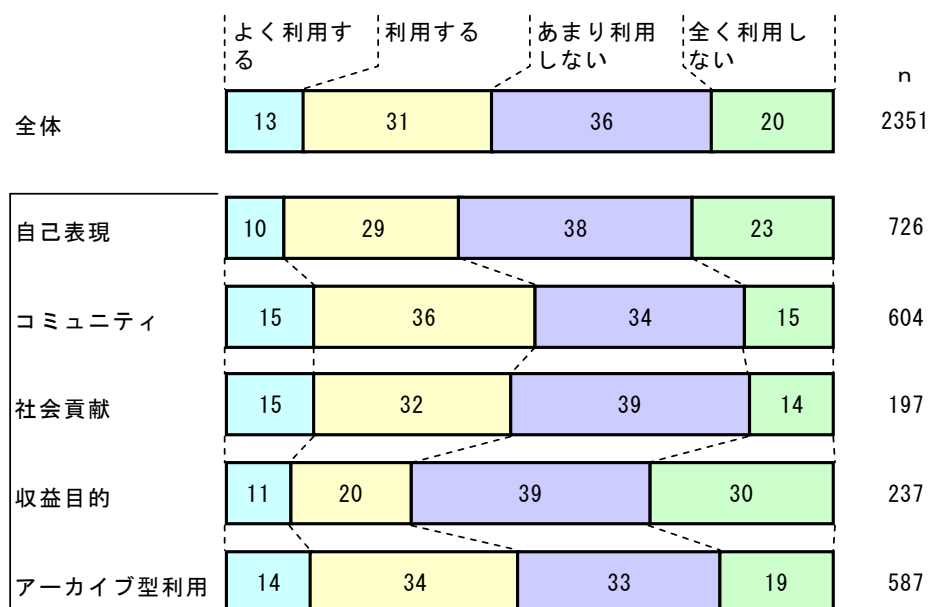 よく利用す 利用する あまり利用 全く利用し
る しない ない
n
全体 13 31 36 20 2351
自己表現 10 29 38 23 726
コミュニティ 15 36 34 15 604
社会貢献 15 32 39 14 197
収益目的 11 20 39 30 237
アーカイブ型利用 14 34 33 19 587